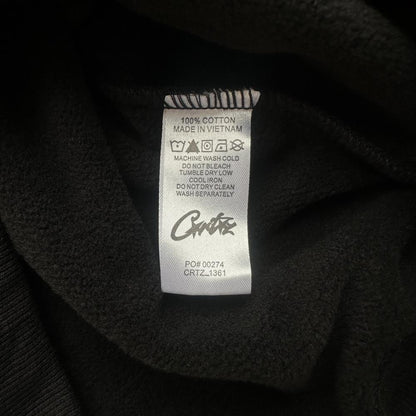 100% COTTON
MADE IN VIETNAM
MACHINE WASH COLD
DO NOT BLEACH
TUMBLE DRY LOW
COOL IRON
DO NOT DRY CLEAN
WASH SEPARATELY
Crtz
PO# 00274
CRTZ_1361